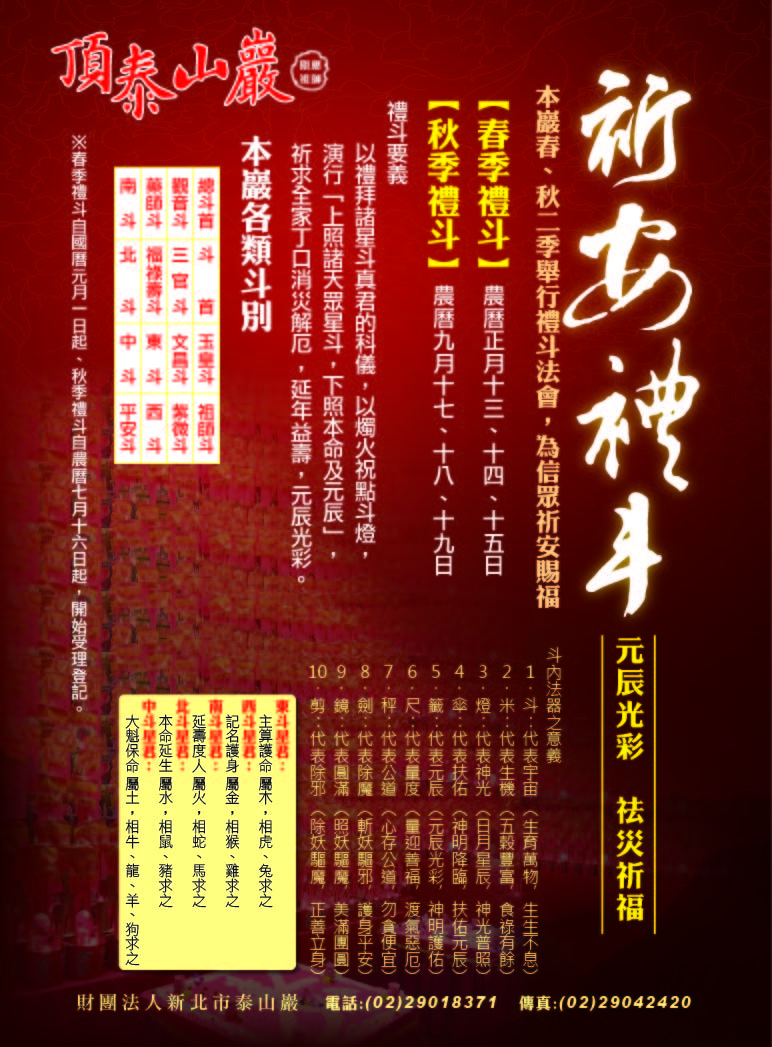 祈安禮斗
元辰光彩　祛災祈福
本巖春、秋二季舉行禮斗法會，為信眾祈安賜福
【春季禮斗】農曆正月十三、十四、十五日
【秋季禮斗】農曆九月十七、十八、十九日
禮斗要義
以禮拜諸星斗真君的科儀，以燭火祝點斗燈，
演行「上照諸天眾星斗，下照本命及元辰」，
祈求全家丁口消災解厄，延年益壽，元辰光彩。
頂泰山巖
本巖各類斗別
總斗首　斗首　玉皇斗　祖師斗
觀音斗　三官斗　文昌斗　紫微斗
藥師斗　福祿壽斗　東斗　西斗
南斗　北斗　中斗　平安斗
※春季禮斗自國曆元月一日起、秋季禮斗自農曆七月十六日起，開始受理登記。
斗內法器之意義
1．斗：代表宇宙（生育萬物，生生不息）
2．米：代表生機（五穀豐富，食祿有餘）
3．燈：代表神光（日月星辰，神光普照）
4．傘：代表扶佑（神明降臨，扶佑元辰）
5．籤：代表元辰（元辰光彩，神明護佑）
6．尺：代表量度（量迎善福，渡氣惡厄）
7．秤：代表公道（心存公道，勿貪便宜）
8．劍：代表除魔（斬妖驅邪，護身平安）
9．鏡：代表圓滿（照妖驅魔，美滿團圓）
10．剪：代表除邪（除妖驅魔，正善立身）
東斗星君：
主算護命 屬木，相虎、兔求之
西斗星君：
記名護身 屬金，相猴、雞求之
南斗星君：
延壽度人 屬火，相蛇、馬求之
北斗星君：
本命延生 屬水，相鼠、豬求之
中斗星君：
大魁保命 屬土，相牛、龍、羊、狗求之
財團法人新北市泰山巖　電話:(02)29018371　傳真:(02)29042420